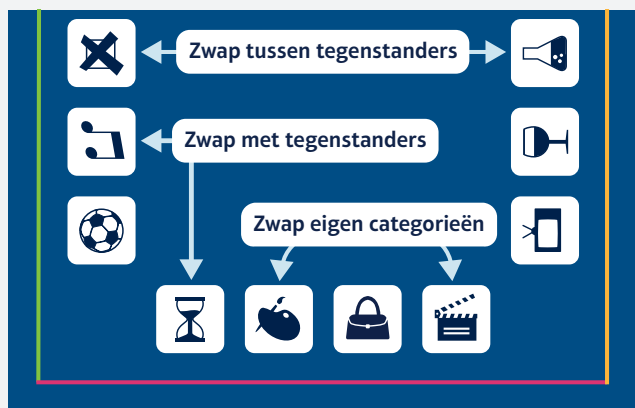 Zwap tussen tegenstanders
Zwap met tegenstanders
Zwap eigen categorieën